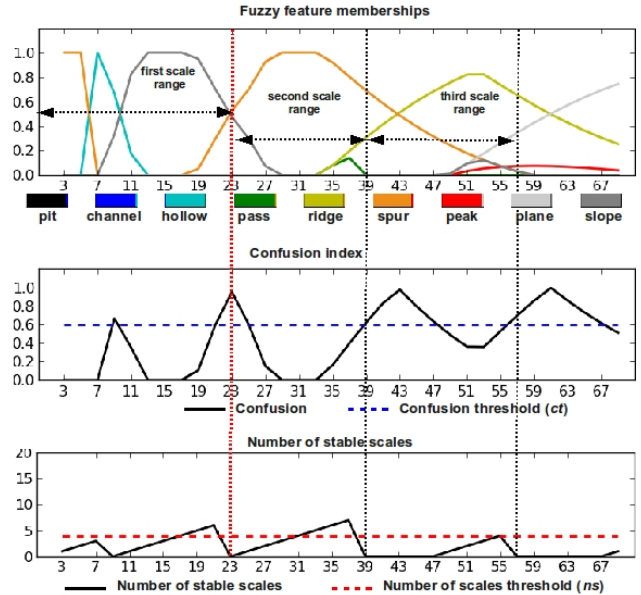 Fuzzy feature memberships
1.0
0.8
0.6
0.4
0.2
0.0
first scale
range
second scale
range
third scale
range
3 7 11 15 19 23 27 31 35 39 43 47 51 55 59 63 67
pit channel hollow pass ridge spur peak plane slope
Confusion index
1.0
0.8
0.6
0.4
0.2
0.0
3 7 11 15 19 23 27 31 35 39 43 47 51 55 59 63 67
Confusion Confusion threshold (ct)
Number of stable scales
20
15
10
5
0
3 7 11 15 19 23 27 31 35 39 43 47 51 55 59 63 67
Number of stable scales Number of scales threshold (ns)